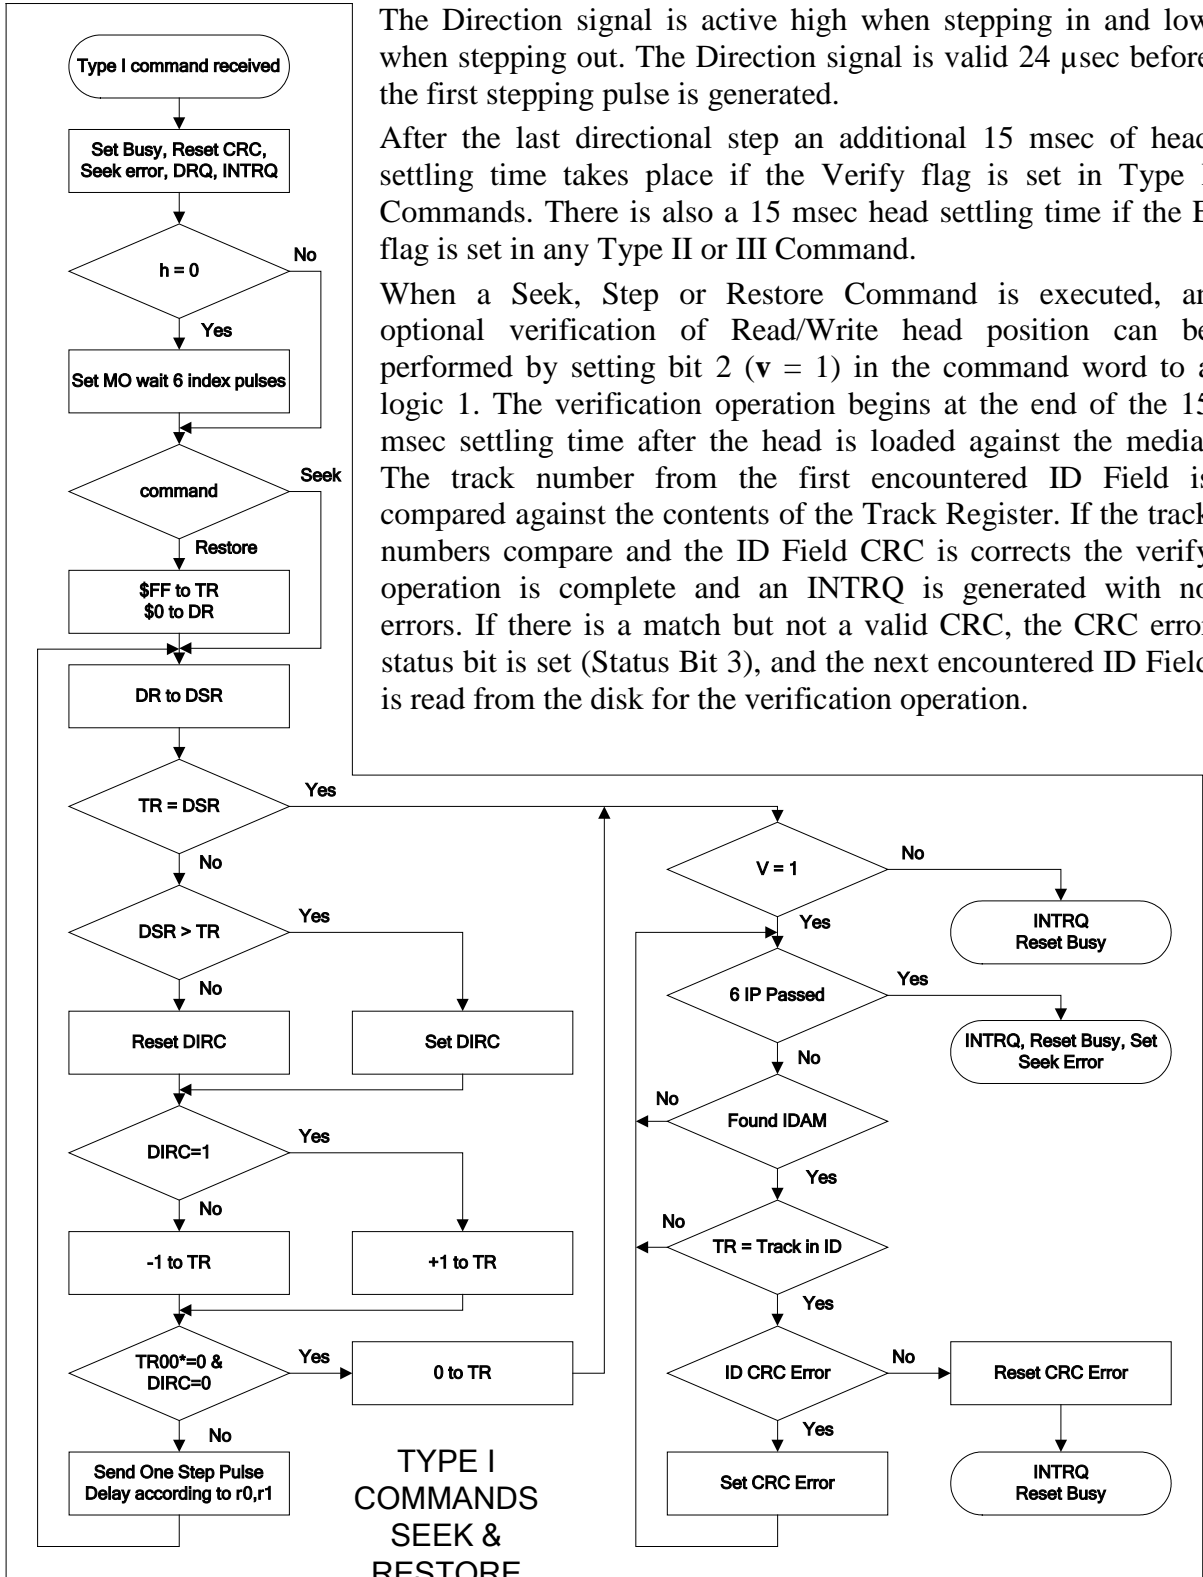 The Direction signal is active high when stepping in and low
when stepping out. The Direction signal is valid 24 µsec before
the first stepping pulse is generated.
After the last directional step an additional 15 msec of head
settling time takes place if the Verify flag is set in Type I
Commands. There is also a 15 msec head settling time if the E
flag is set in any Type II or III Command.
When a Seek, Step or Restore Command is executed, an
optional verification of Read/Write head position can be
performed by setting bit 2 (v = 1) in the command word to a
logic 1. The verification operation begins at the end of the 15
msec settling time after the head is loaded against the media.
The track number from the first encountered ID Field is
compared against the contents of the Track Register. If the track
numbers compare and the ID Field CRC is corrects the verify
operation is complete and an INTRQ is generated with no
errors. If there is a match but not a valid CRC, the CRC error
status bit is set (Status Bit 3), and the next encountered ID Field
is read from the disk for the verification operation.
Type I command received
Set Busy, Reset CRC,
Seek error, DRQ, INTRQ
h = 0
No
Yes
Set MO wait 6 index pulses
command
Seek
Restore
$FF to TR
$0 to DR
DR to DSR
TR = DSR
Yes
No
DSR > TR
Yes
No
Reset DIRC
Set DIRC
DIRC=1
Yes
No
-1 to TR
+1 to TR
TR00*=0 &
DIRC=0
Yes
0 to TR
No
Send One Step Pulse
Delay according to r0,r1
V = 1
No
INTRQ
Reset Busy
Yes
6 IP Passed
Yes
INTRQ, Reset Busy, Set
Seek Error
No
Found IDAM
No
Yes
TR = Track in ID
No
Yes
ID CRC Error
No
Reset CRC Error
INTRQ
Reset Busy
Yes
Set CRC Error
TYPE I
COMMANDS
SEEK &
RESTORE